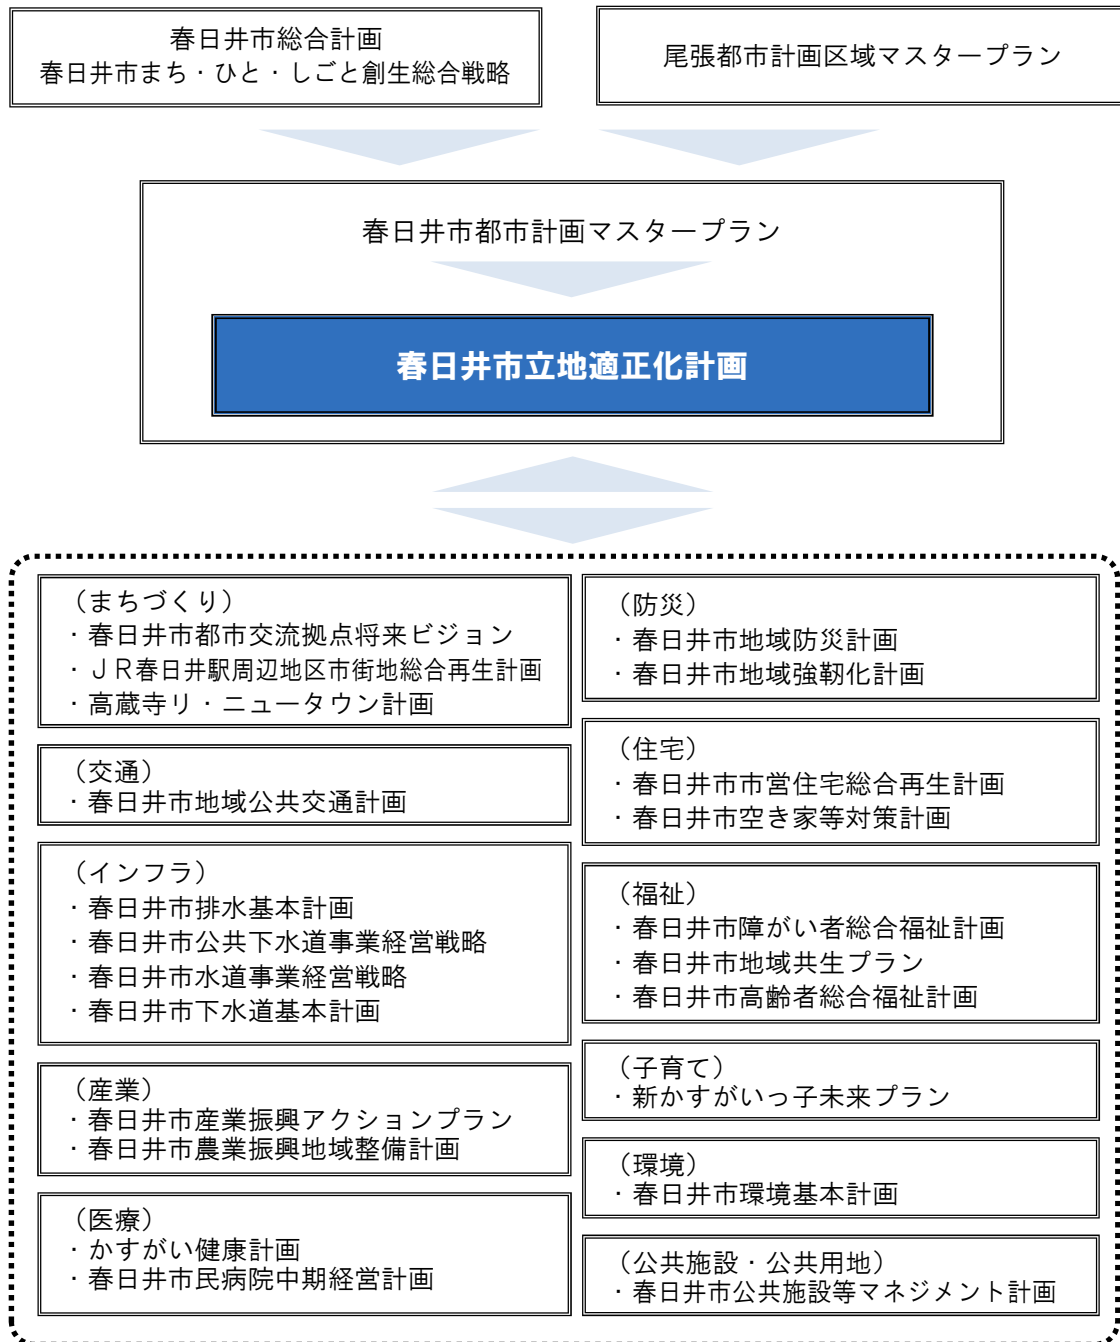 春日井市総合計画
春日井市まち・ひと・しごと創生総合戦略
尾張都市計画区域マスタープラン
春日井市都市計画マスタープラン
春日井市立地適正化計画
（まちづくり）
・春日井市都市交流拠点将来ビジョン
・ＪＲ春日井駅周辺地区市街地総合再生計画
・高蔵寺リ・ニュータウン計画
（交通）
・春日井市地域公共交通計画
（インフラ）
・春日井市排水基本計画
・春日井市公共下水道事業経営戦略
・春日井市水道事業経営戦略
・春日井市下水道基本計画
（産業）
・春日井市産業振興アクションプラン
・春日井市農業振興地域整備計画
（医療）
・かすがい健康計画
・春日井市民病院中期経営計画
（防災）
・春日井市地域防災計画
・春日井市地域強靭化計画
（住宅）
・春日井市市営住宅総合再生計画
・春日井市空き家等対策計画
（福祉）
・春日井市障がい者総合福祉計画
・春日井市地域共生プラン
・春日井市高齢者総合福祉計画
（子育て）
・新かすがいっ子未来プラン
（環境）
・春日井市環境基本計画
（公共施設・公共用地）
・春日井市公共施設等マネジメント計画